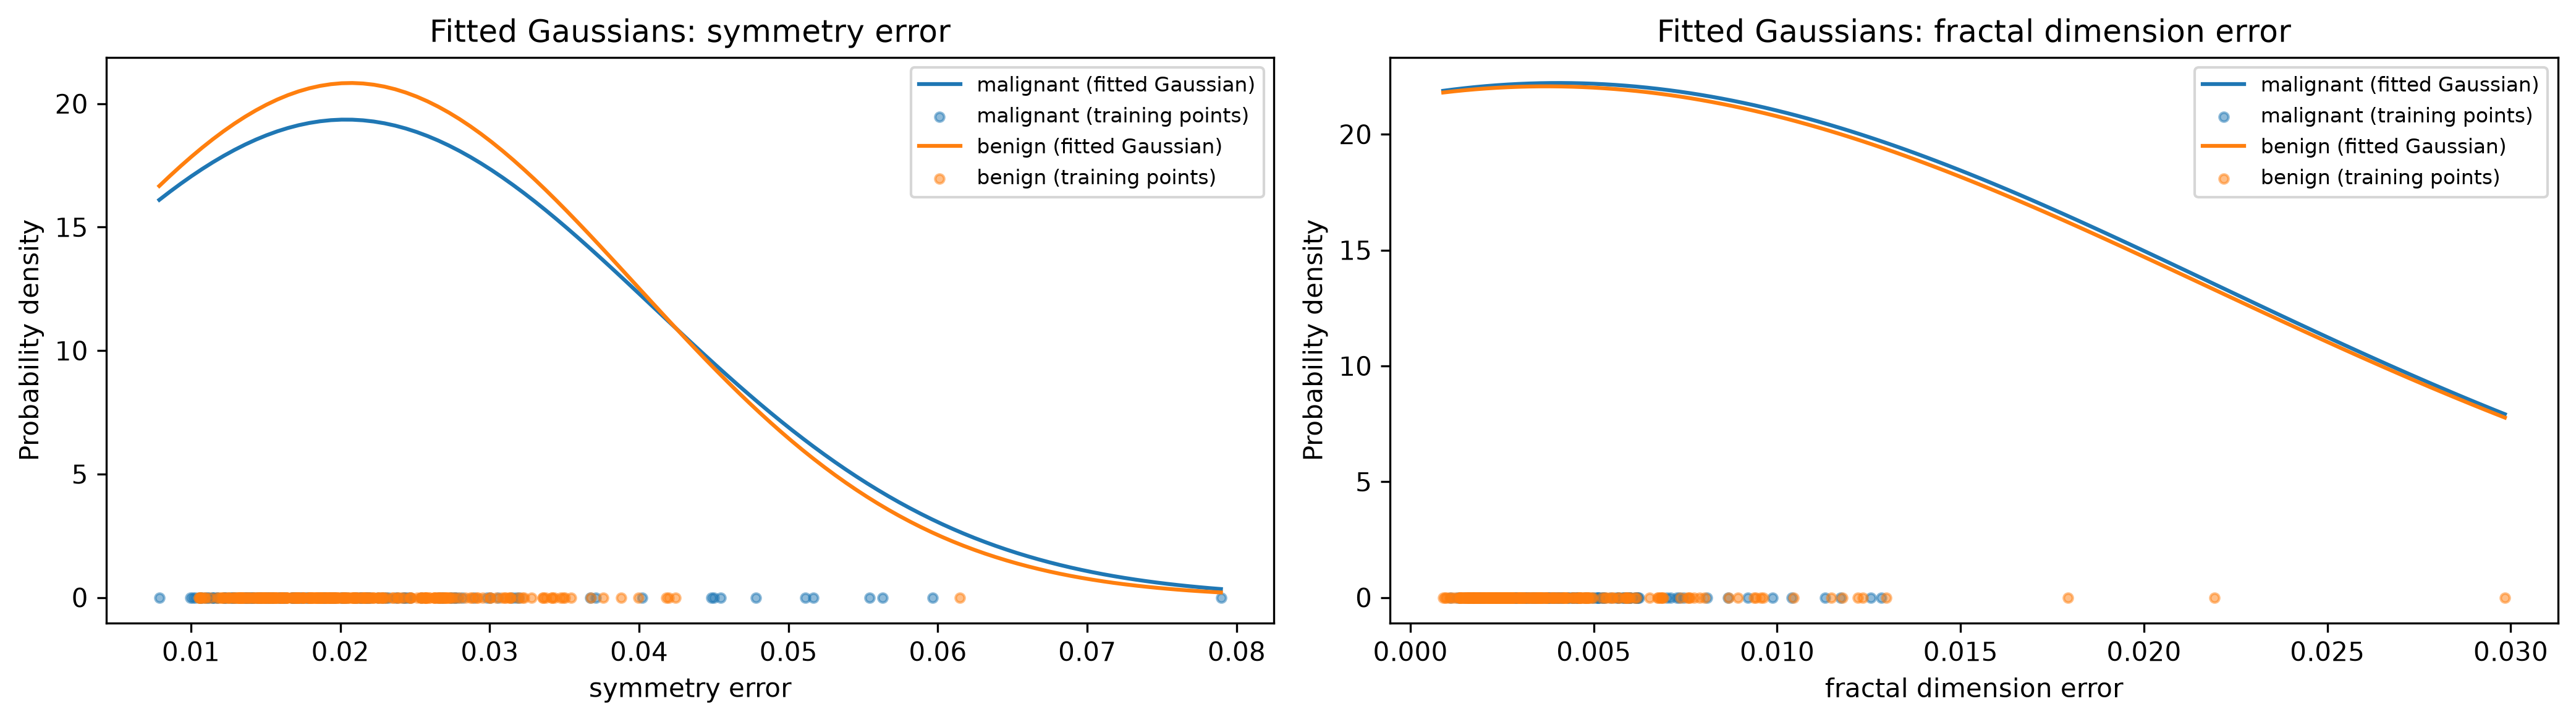 Fitted Gaussians: symmetry error
malignant (fitted Gaussian)
malignant (training points)
benign (fitted Gaussian)
benign (training points)
Probability density
20
15
10
5
0
0.01 0.02 0.03 0.04 0.05 0.06 0.07 0.08
symmetry error
Fitted Gaussians: fractal dimension error
malignant (fitted Gaussian)
malignant (training points)
benign (fitted Gaussian)
benign (training points)
Probability density
20
15
10
5
0
0.000 0.005 0.010 0.015 0.020 0.025 0.030
fractal dimension error